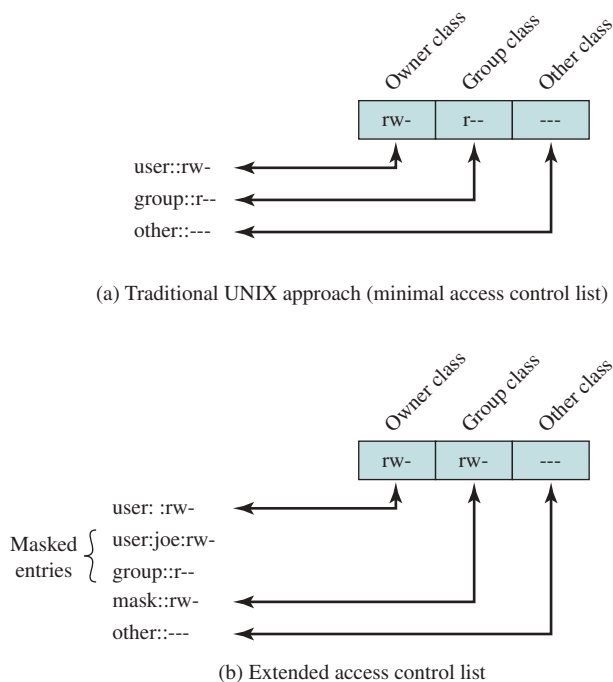 Owner class
Group class
Other class
rw- r-- ---
user::rw-
group::r--
other::---
(a) Traditional UNIX approach (minimal access control list)
Owner class
Group class
Other class
rw- rw- ---
user: :rw-
Masked entries
user:joe:rw-
group::r--
mask::rw-
other::---
(b) Extended access control list